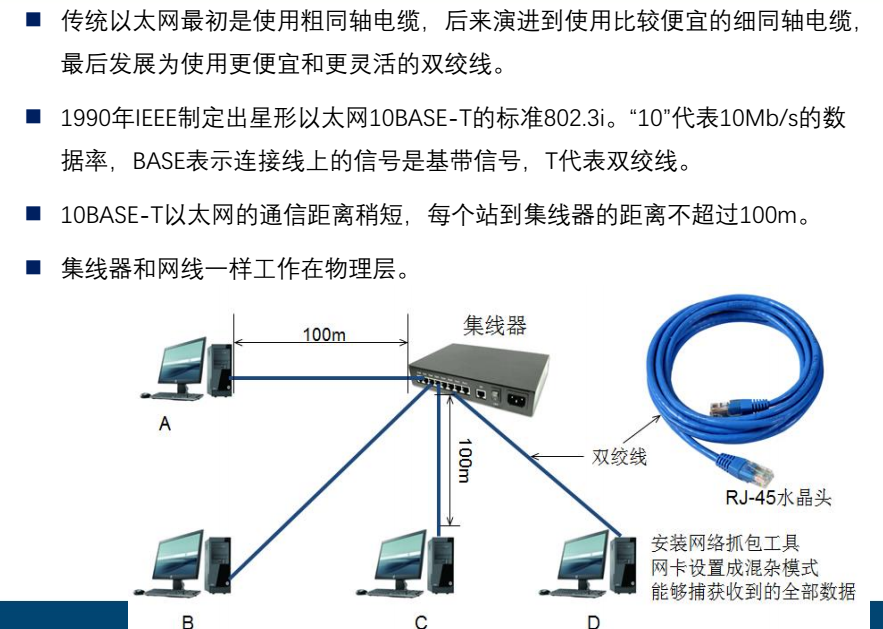 传统以太网最初是使用粗同轴电缆，后来演进到使用比较便宜的细同轴电缆，
最后发展为使用更便宜和更灵活的双绞线。
1990年IEEE制定出星形以太网10BASE-T的标准802.3i。“10”代表10Mb/s的数
据率，BASE表示连接线上的信号是基带信号，T代表双绞线。
10BASE-T以太网的通信距离稍短，每个站到集线器的距离不超过100m。
集线器和网线一样工作在物理层。
集线器
100m
A
100m
双绞线
RJ-45水晶头
安装网络抓包工具
网卡设置成混杂模式
能够捕获收到的全部数据
B
C
D